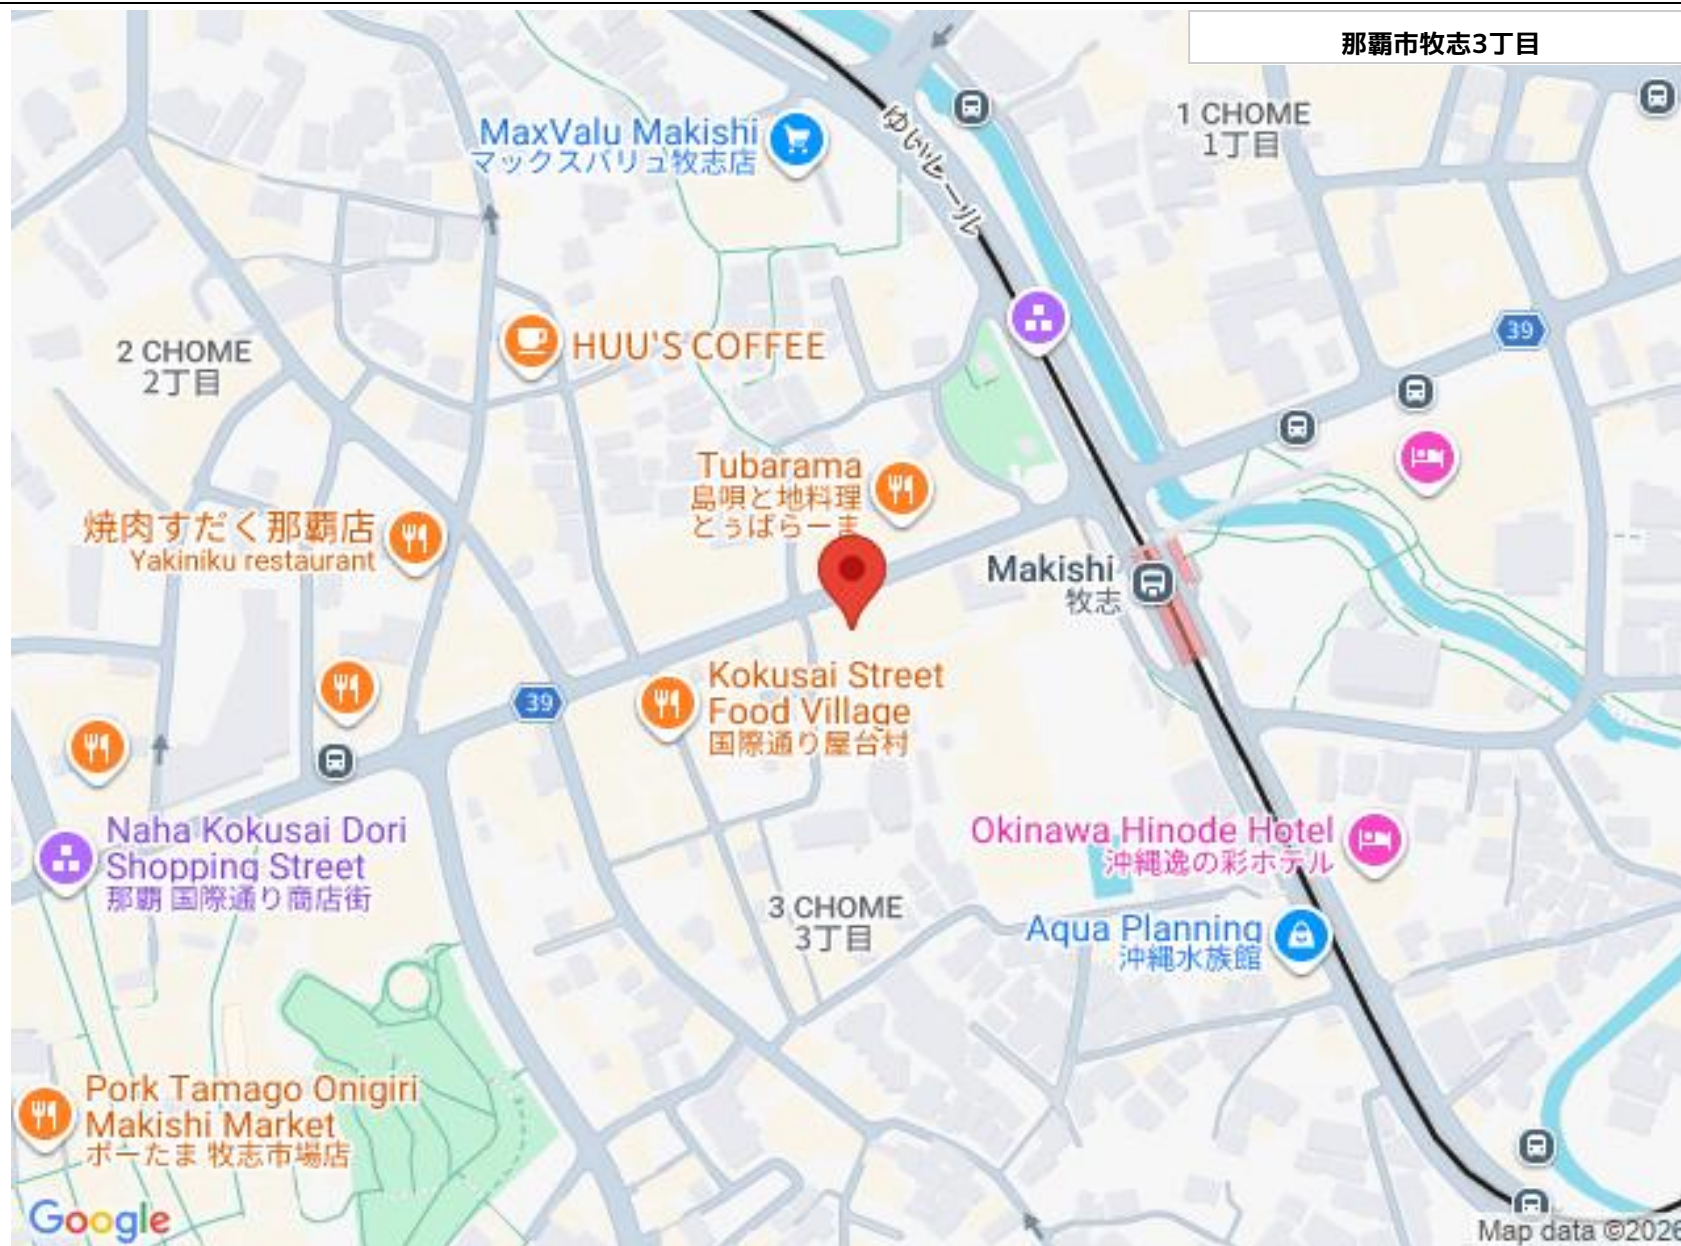 那覇市牧志3丁目
1 CHOME
1丁目
MaxValu Makishi
マックスバリュ牧志店
ゆいレール
39
HUU'S COFFEE
2 CHOME
2丁目
Tubarama
島唄と地料理
とぅばらーま
焼肉すだく那覇店
Yakiniku restaurant
Makishi
牧志
Kokusai Street
Food Village
国際通り屋台村
39
Naha Kokusai Dori
Shopping Street
那覇 国際通り商店街
Okinawa Hinode Hotel
沖縄逸の彩ホテル
3 CHOME
3丁目
Aqua Planning
沖縄水族館
Pork Tamago Onigiri
Makishi Market
ポーたま 牧志市場店
Google
Map data ©2026